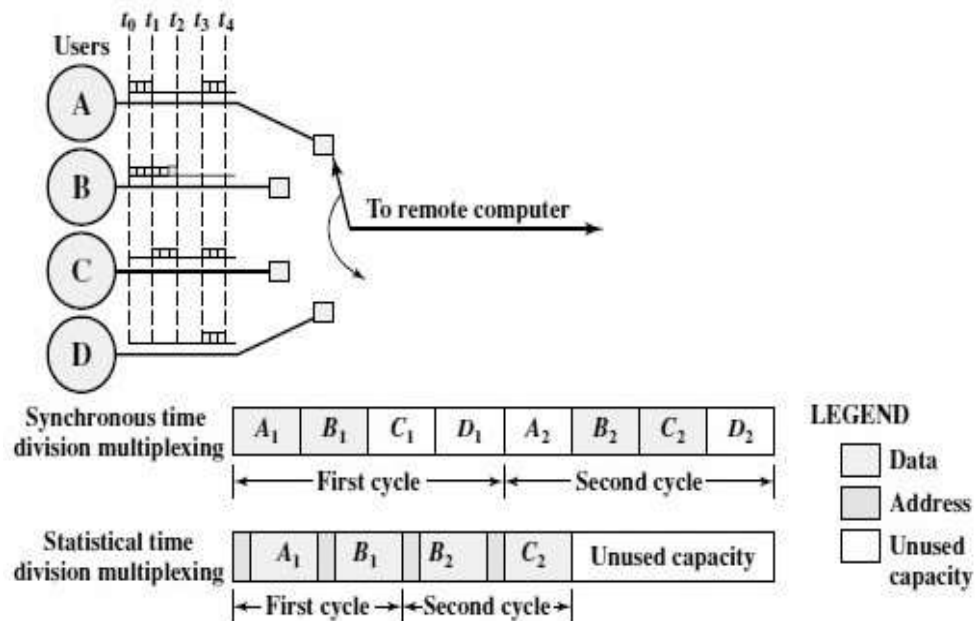 t0 t1 t2 t3 t4
Users
A
B
To remote computer
C
D
Synchronous time
division multiplexing
A1 B1 C1 D1 A2 B2 C2 D2
First cycle Second cycle
Statistical time
division multiplexing
A1 B1 B2 C2 Unused capacity
First cycle Second cycle
LEGEND
Data
Address
Unused
capacity